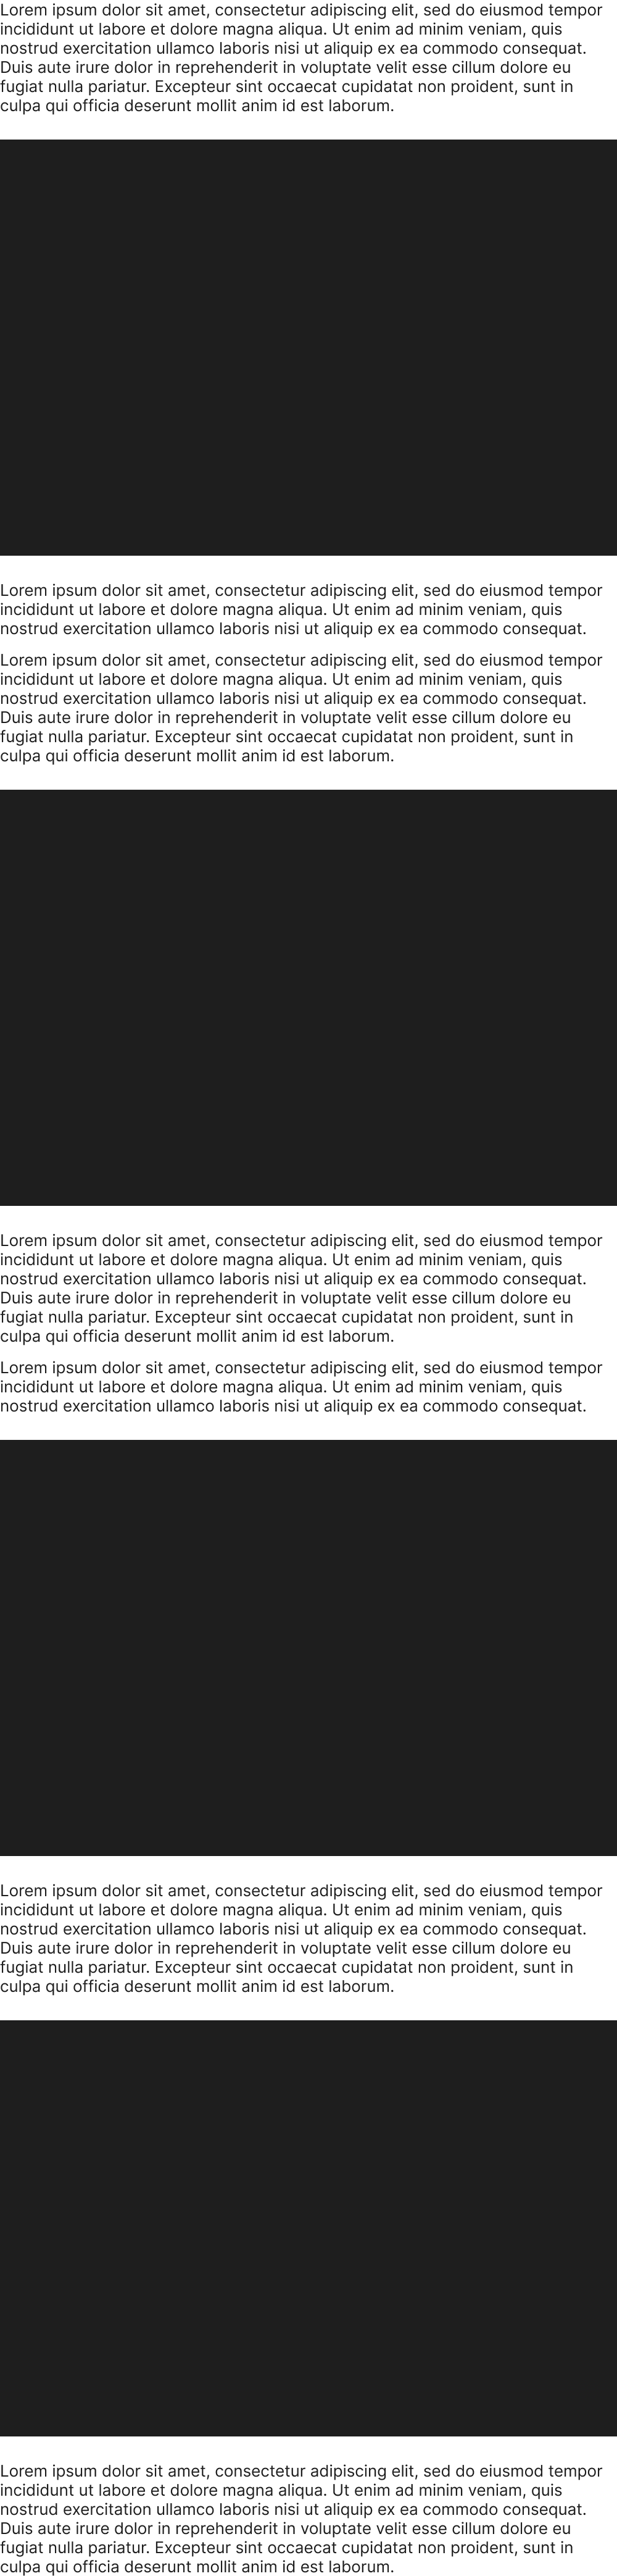 Lorem ipsum dolor sit amet, consectetur adipiscing elit, sed do eiusmod tempor
incididunt ut labore et dolore magna aliqua. Ut enim ad minim veniam, quis
nostrud exercitation ullamco laboris nisi ut aliquip ex ea commodo consequat.
Duis aute irure dolor in reprehenderit in voluptate velit esse cillum dolore eu
fugiat nulla pariatur. Excepteur sint occaecat cupidatat non proident, sunt in
culpa qui officia deserunt mollit anim id est laborum.
Lorem ipsum dolor sit amet, consectetur adipiscing elit, sed do eiusmod tempor
incididunt ut labore et dolore magna aliqua. Ut enim ad minim veniam, quis
nostrud exercitation ullamco laboris nisi ut aliquip ex ea commodo consequat.
Lorem ipsum dolor sit amet, consectetur adipiscing elit, sed do eiusmod tempor
incididunt ut labore et dolore magna aliqua. Ut enim ad minim veniam, quis
nostrud exercitation ullamco laboris nisi ut aliquip ex ea commodo consequat.
Duis aute irure dolor in reprehenderit in voluptate velit esse cillum dolore eu
fugiat nulla pariatur. Excepteur sint occaecat cupidatat non proident, sunt in
culpa qui officia deserunt mollit anim id est laborum.
Lorem ipsum dolor sit amet, consectetur adipiscing elit, sed do eiusmod tempor
incididunt ut labore et dolore magna aliqua. Ut enim ad minim veniam, quis
nostrud exercitation ullamco laboris nisi ut aliquip ex ea commodo consequat.
Duis aute irure dolor in reprehenderit in voluptate velit esse cillum dolore eu
fugiat nulla pariatur. Excepteur sint occaecat cupidatat non proident, sunt in
culpa qui officia deserunt mollit anim id est laborum.
Lorem ipsum dolor sit amet, consectetur adipiscing elit, sed do eiusmod tempor
incididunt ut labore et dolore magna aliqua. Ut enim ad minim veniam, quis
nostrud exercitation ullamco laboris nisi ut aliquip ex ea commodo consequat.
Lorem ipsum dolor sit amet, consectetur adipiscing elit, sed do eiusmod tempor
incididunt ut labore et dolore magna aliqua. Ut enim ad minim veniam, quis
nostrud exercitation ullamco laboris nisi ut aliquip ex ea commodo consequat.
Duis aute irure dolor in reprehenderit in voluptate velit esse cillum dolore eu
fugiat nulla pariatur. Excepteur sint occaecat cupidatat non proident, sunt in
culpa qui officia deserunt mollit anim id est laborum.
Lorem ipsum dolor sit amet, consectetur adipiscing elit, sed do eiusmod tempor
incididunt ut labore et dolore magna aliqua. Ut enim ad minim veniam, quis
nostrud exercitation ullamco laboris nisi ut aliquip ex ea commodo consequat.
Duis aute irure dolor in reprehenderit in voluptate velit esse cillum dolore eu
fugiat nulla pariatur. Excepteur sint occaecat cupidatat non proident, sunt in
culpa qui officia deserunt mollit anim id est laborum.